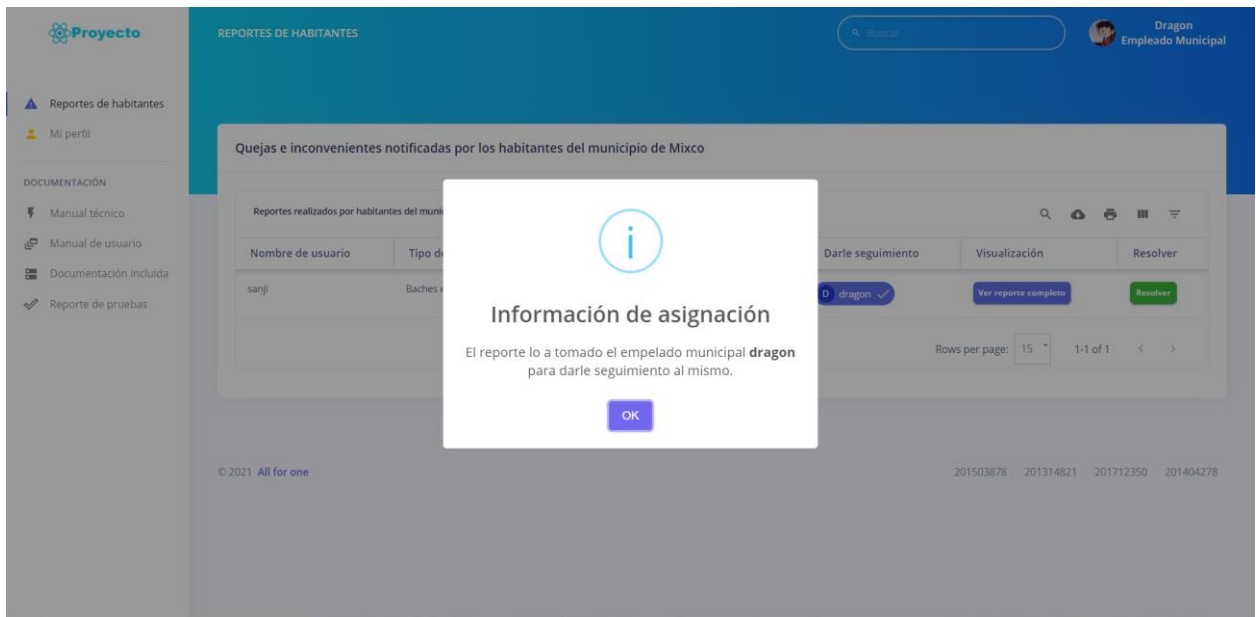 Proyecto
REPORTES DE HABITANTES
Buscar
Dragon
Empleado Municipal
Reportes de habitantes
Mi perfil
DOCUMENTACIÓN
Manual técnico
Manual de usuario
Documentación incluida
Reporte de pruebas
Quejas e inconvenientes notificadas por los habitantes del municipio de Mixco
Reportes realizados por habitantes del
Nombre de usuario Tipo Darle seguimiento Visualización Resolver
sanji Baches D dragon Ver reporte completo Resolver
Rows per page: 15 1-1 of 1
i
Información de asignación
El reporte lo a tomado el empelado municipal dragon
para darle seguimiento al mismo.
OK
© 2021 All for one 201503878 201314821 201712350 201404278